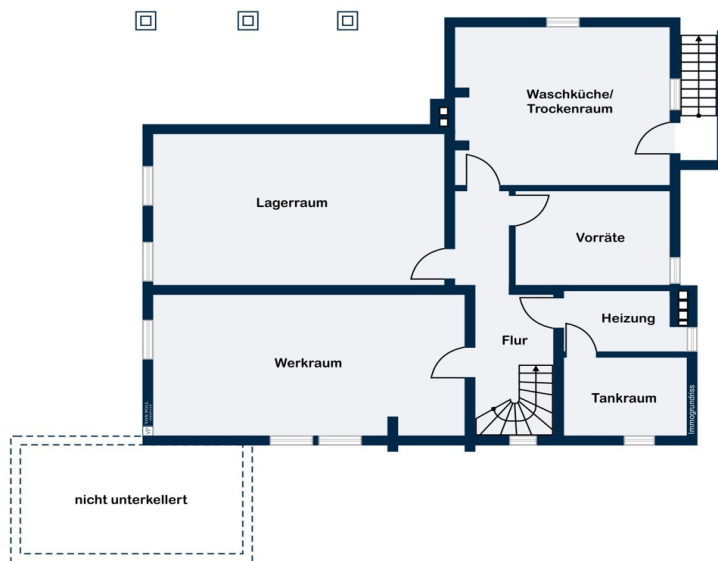 Waschküche/
Trockenraum
Lagerraum
Vorräte
Heizung
Flur
Werkraum
Tankraum
Immogrundriss
nicht unterkellert